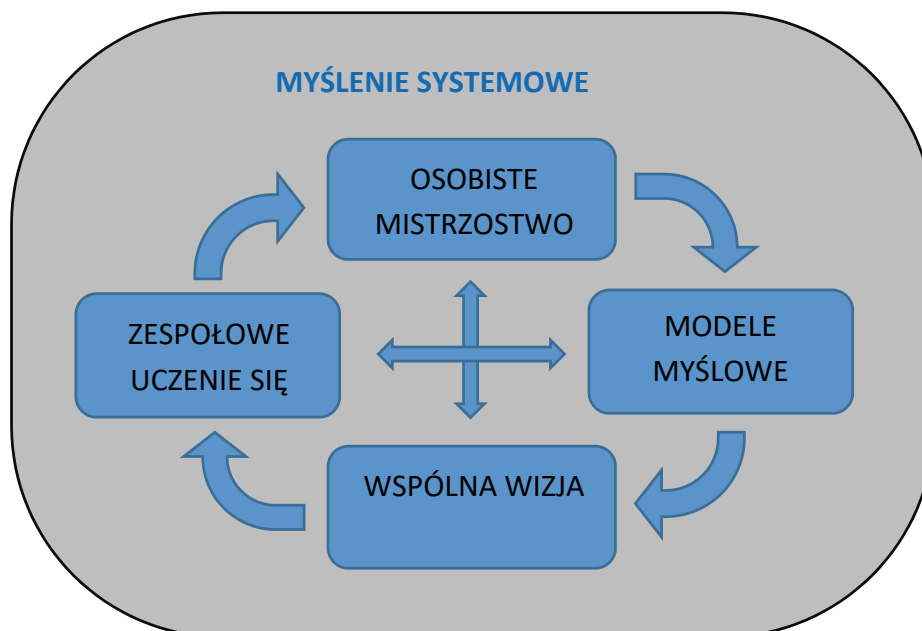 MYŚLENIE SYSTEMOWE
OSOBISTE
MISTRZOSTWO
ZESPOŁOWE
UCZENIE SIĘ
MODELE
MYŚLOWE
WSPÓLNA WIZJA